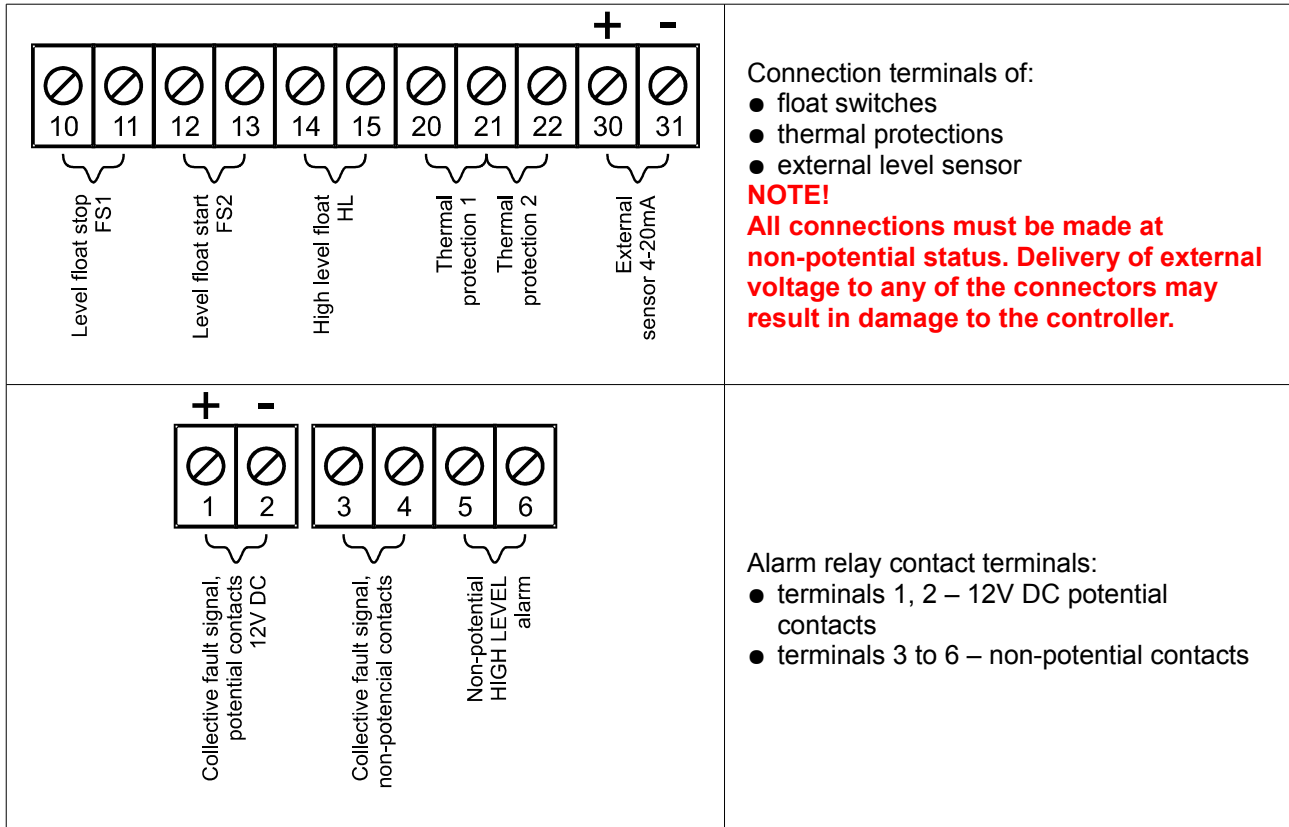 + -
10 11 12 13 14 15 20 21 22 30 31
Level float stop
FS1
Level float start
FS2
High level float
HL
Thermal
protection 1
Thermal
protection 2
External
sensor 4-20mA
Connection terminals of:
● float switches
● thermal protections
● external level sensor
NOTE!
All connections must be made at
non-potential status. Delivery of external
voltage to any of the connectors may
result in damage to the controller.
+ -
1 2 3 4 5 6
Collective fault signal,
potential contacts
12V DC
Collective fault signal,
non-potencial contacts
Non-potential
HIGH LEVEL
alarm
Alarm relay contact terminals:
● terminals 1, 2 – 12V DC potential
contacts
● terminals 3 to 6 – non-potential contacts